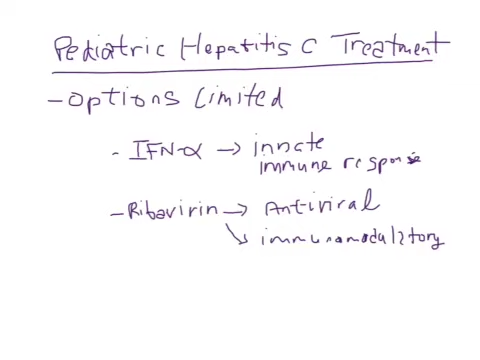 Pediatric Hepatitis C Treatment
- Options Limited
- IFN-α → innate
immune response
- Ribavirin → Antiviral
↘ immunomodulatory